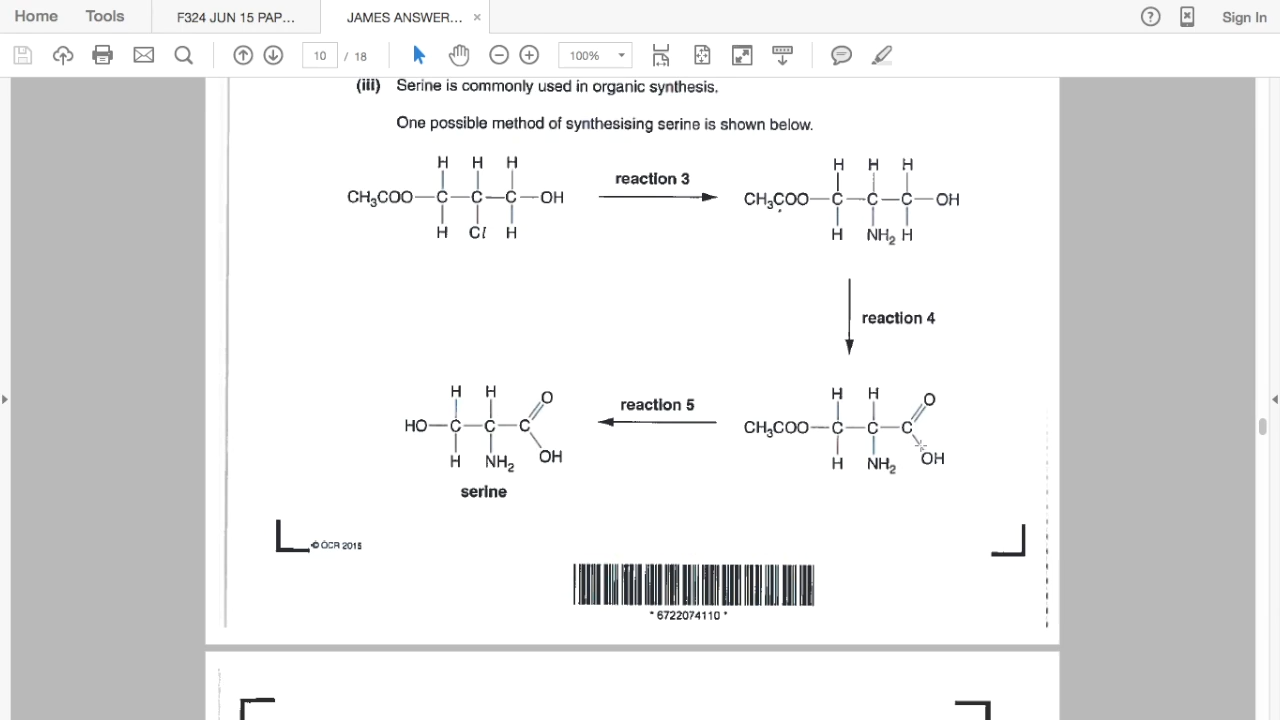 Home Tools F324 JUN 15 PAP... JAMES ANSWER... × ? Sign In
10 / 18 100%
(iii) Serine is commonly used in organic synthesis.
One possible method of synthesising serine is shown below.
H H H
CH₃COO—C—C—C—OH
H Cl H
reaction 3
H H H
CH₃COO—C—C—C—OH
H NH₂ H
reaction 4
H H O
HO—C—C—C
H NH₂ OH
serine
reaction 5
H H O
CH₃COO—C—C—C
H NH₂ OH
© OCR 2015
* 6722074110 *